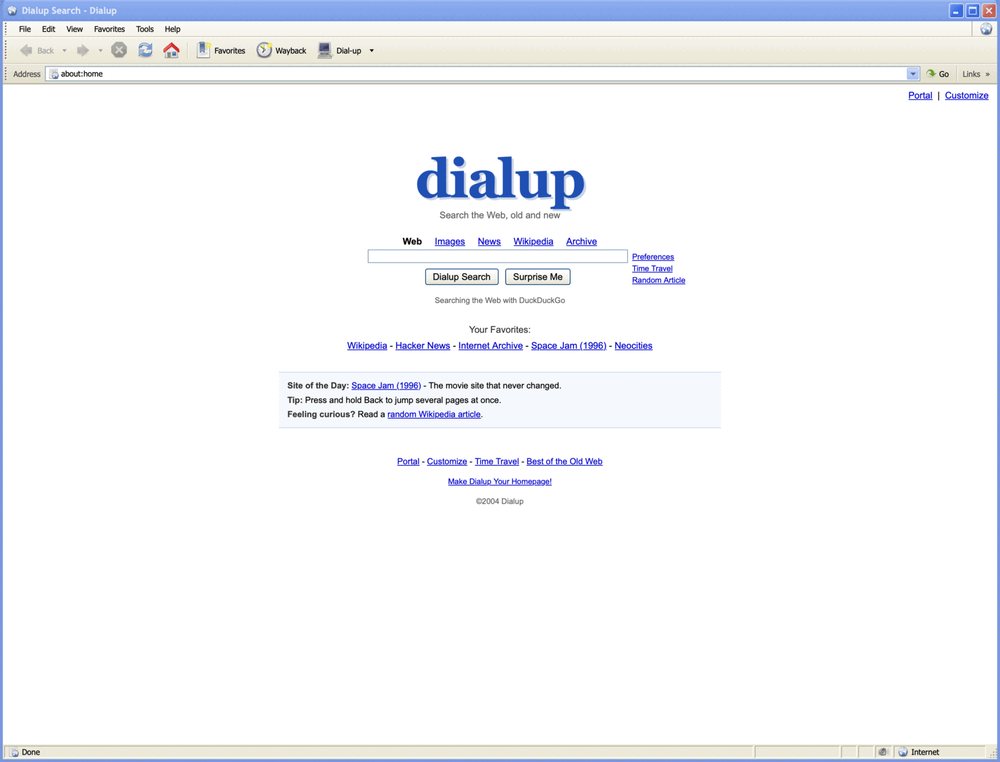 Dialup Search - Dialup
File Edit View Favorites Tools Help
Back Favorites Wayback Dial-up
Address about:home Go Links »
Portal | Customize
dialup
Search the Web, old and new
Web Images News Wikipedia Archive
Preferences
Time Travel
Dialup Search Surprise Me
Random Article
Searching the Web with DuckDuckGo
Your Favorites:
Wikipedia - Hacker News - Internet Archive - Space Jam (1996) - Neocities
Site of the Day: Space Jam (1996) - The movie site that never changed.
Tip: Press and hold Back to jump several pages at once.
Feeling curious? Read a random Wikipedia article.
Portal - Customize - Time Travel - Best of the Old Web
Make Dialup Your Homepage!
©2004 Dialup
Done Internet